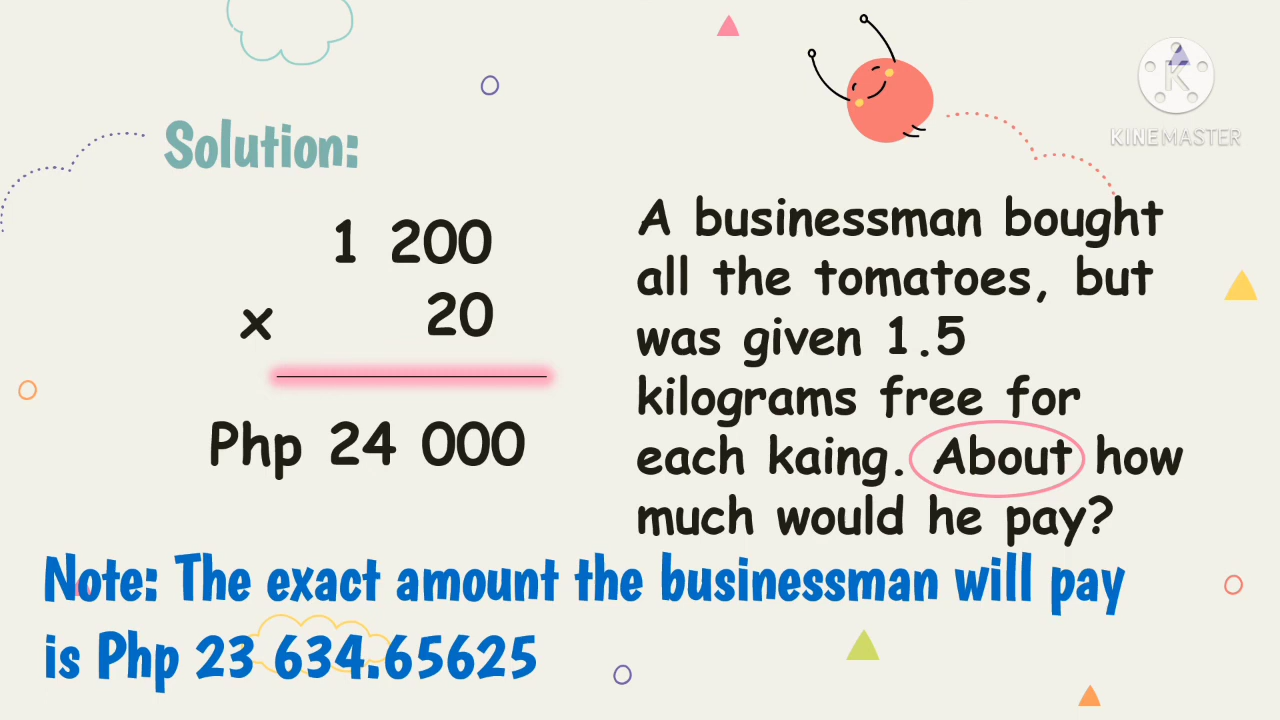 KINEMASTER
Solution:
1 200
x 20
Php 24 000
A businessman bought
all the tomatoes, but
was given 1.5
kilograms free for
each kaing. About how
much would he pay?
Note: The exact amount the businessman will pay
is Php 23 634.65625